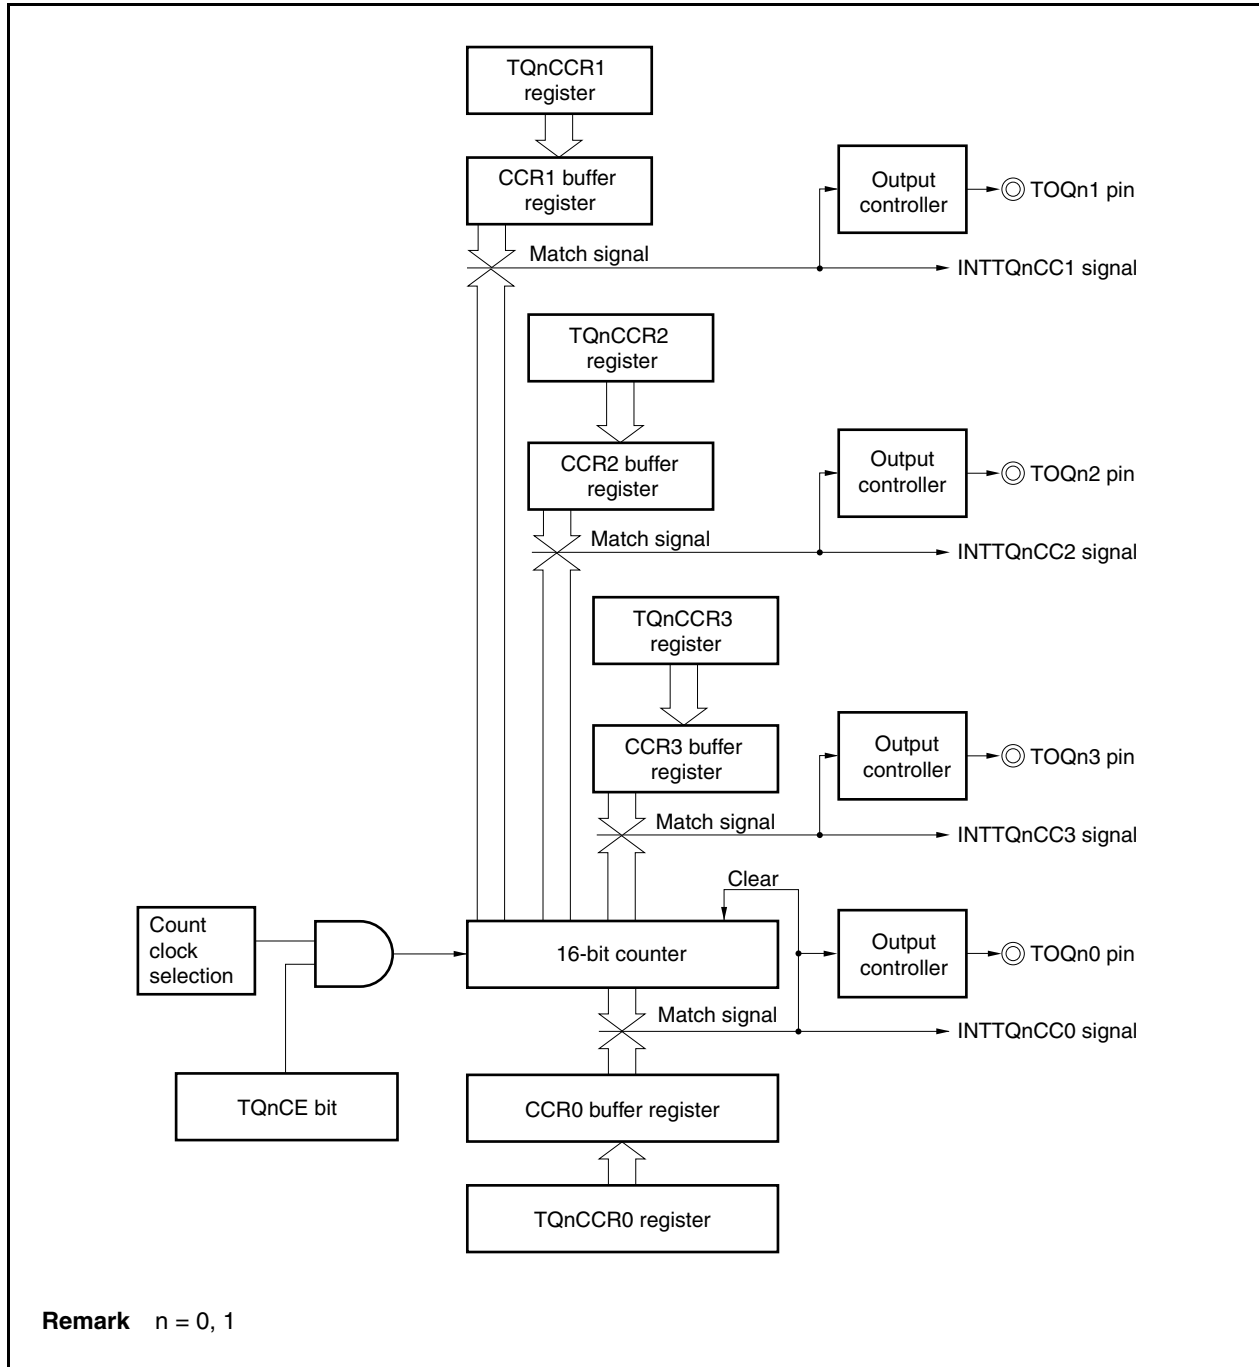 TQnCCR1
register
CCR1 buffer
register
Output
controller
TOQn1 pin
Match signal
INTTQnCC1 signal
TQnCCR2
register
CCR2 buffer
register
Output
controller
TOQn2 pin
Match signal
INTTQnCC2 signal
TQnCCR3
register
CCR3 buffer
register
Output
controller
TOQn3 pin
Match signal
INTTQnCC3 signal
Clear
Count
clock
selection
16-bit counter
Output
controller
TOQn0 pin
Match signal
INTTQnCC0 signal
TQnCE bit
CCR0 buffer register
TQnCCR0 register
Remark n = 0, 1